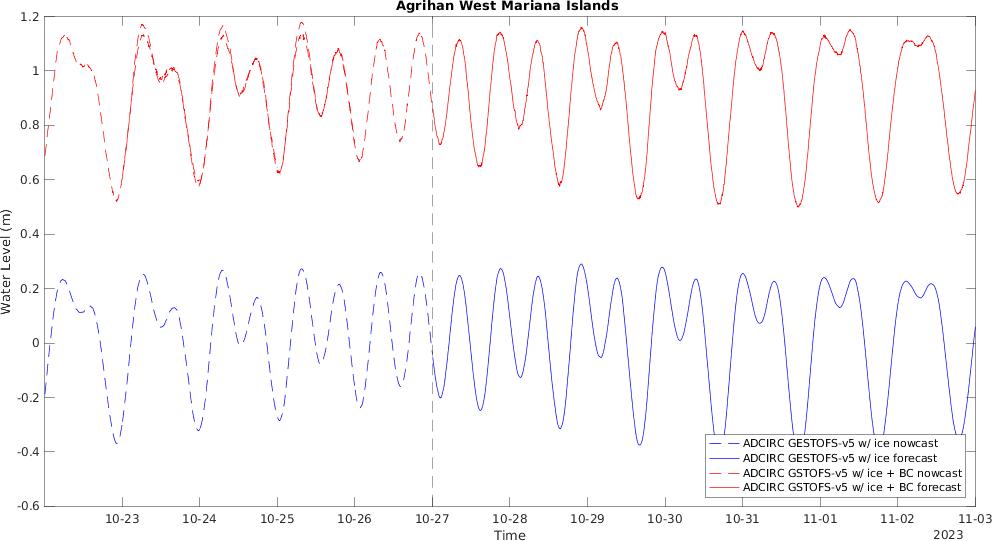 Agrihan West Mariana Islands
Water Level (m)
1.2
1
0.8
0.6
0.4
0.2
0
-0.2
-0.4
-0.6
ADCIRC GESTOFS-v5 w/ ice nowcast
ADCIRC GESTOFS-v5 w/ ice forecast
ADCIRC GSTOFS-v5 w/ ice + BC nowcast
ADCIRC GSTOFS-v5 w/ ice + BC forecast
10-23 10-24 10-25 10-26 10-27 10-28 10-29 10-30 10-31 11-01 11-02 11-03
Time
2023